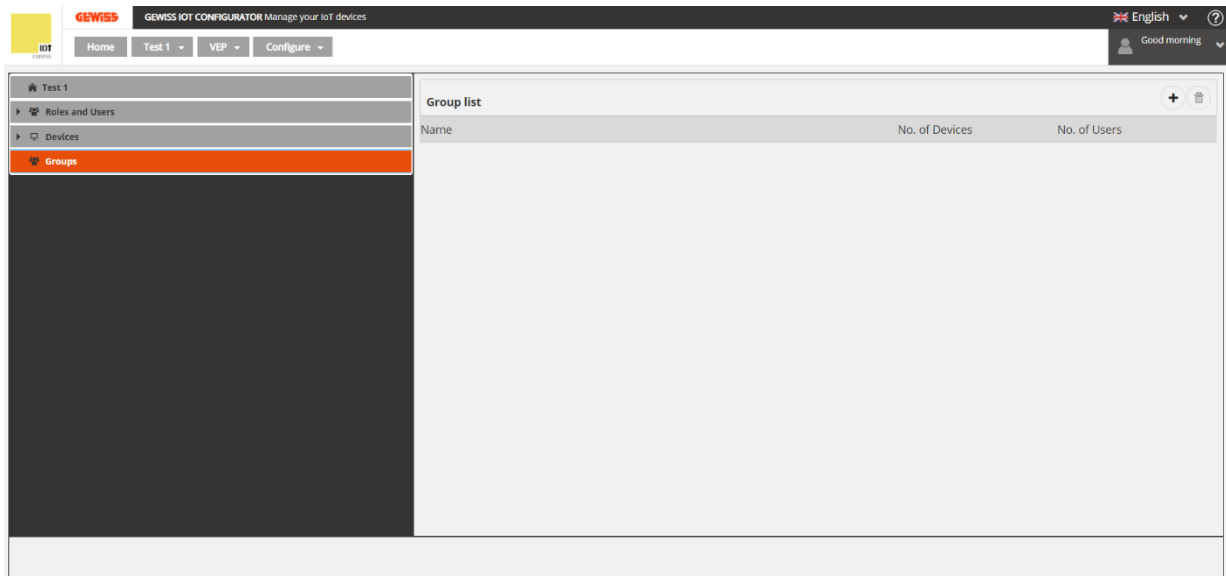 GEWISS GEWISS IOT CONFIGURATOR Manage your IoT devices English ?
IOT
CONFIG
Home Test 1 VEP Configure Good morning
Test 1
Roles and Users
Devices
Groups
Group list
Name No. of Devices No. of Users